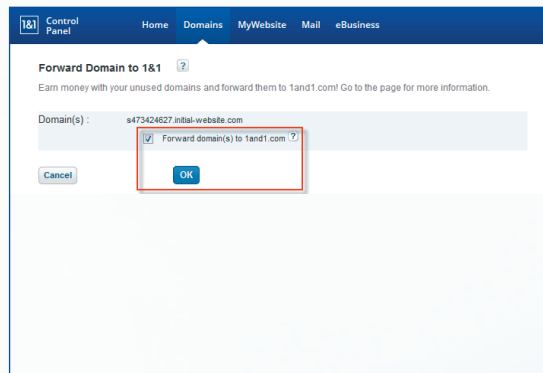 1&1 Control Panel Home Domains MyWebsite Mail eBusiness
Forward Domain to 1&1 ?
Earn money with your unused domains and forward them to 1and1.com! Go to the page for more information.
Domain(s) : s473424627.initial-website.com
Forward domain(s) to 1and1.com ?
Cancel OK